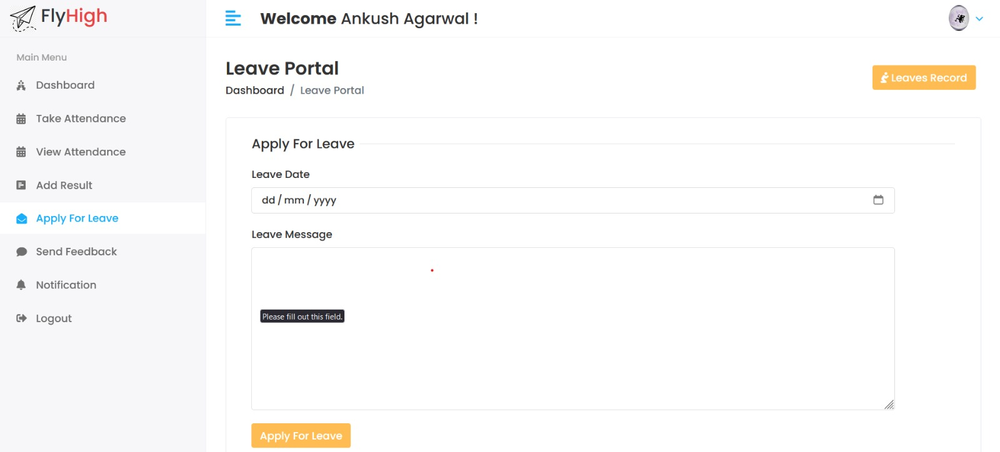 FlyHigh
Welcome Ankush Agarwal !
Main Menu
Dashboard
Take Attendance
View Attendance
Add Result
Apply For Leave
Send Feedback
Notification
Logout
Leave Portal
Dashboard / Leave Portal
Leaves Record
Apply For Leave
Leave Date
dd / mm / yyyy
Leave Message
Please fill out this field.
Apply For Leave